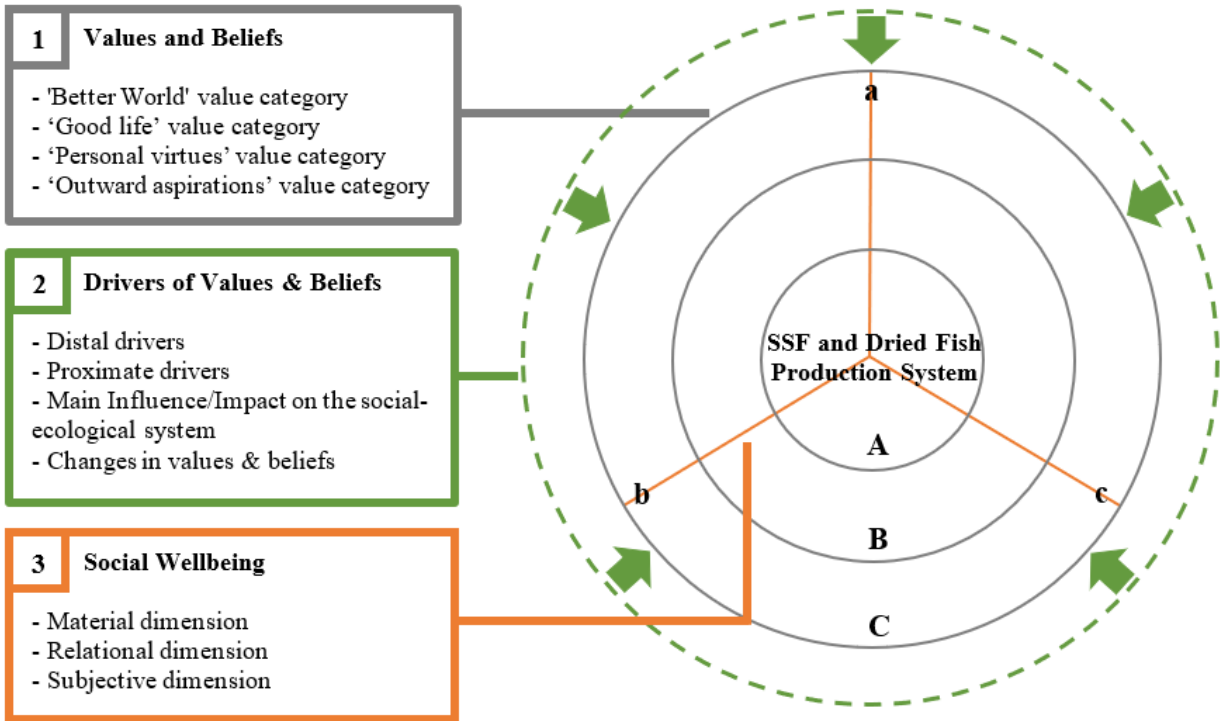 1
Values and Beliefs
- 'Better World' value category
- ‘Good life’ value category
- ‘Personal virtues’ value category
- ‘Outward aspirations’ value category
2
Drivers of Values & Beliefs
- Distal drivers
- Proximate drivers
- Main Influence/Impact on the social-
ecological system
- Changes in values & beliefs
3
Social Wellbeing
- Material dimension
- Relational dimension
- Subjective dimension
a
SSF and Dried Fish
Production System
A
b
c
B
C